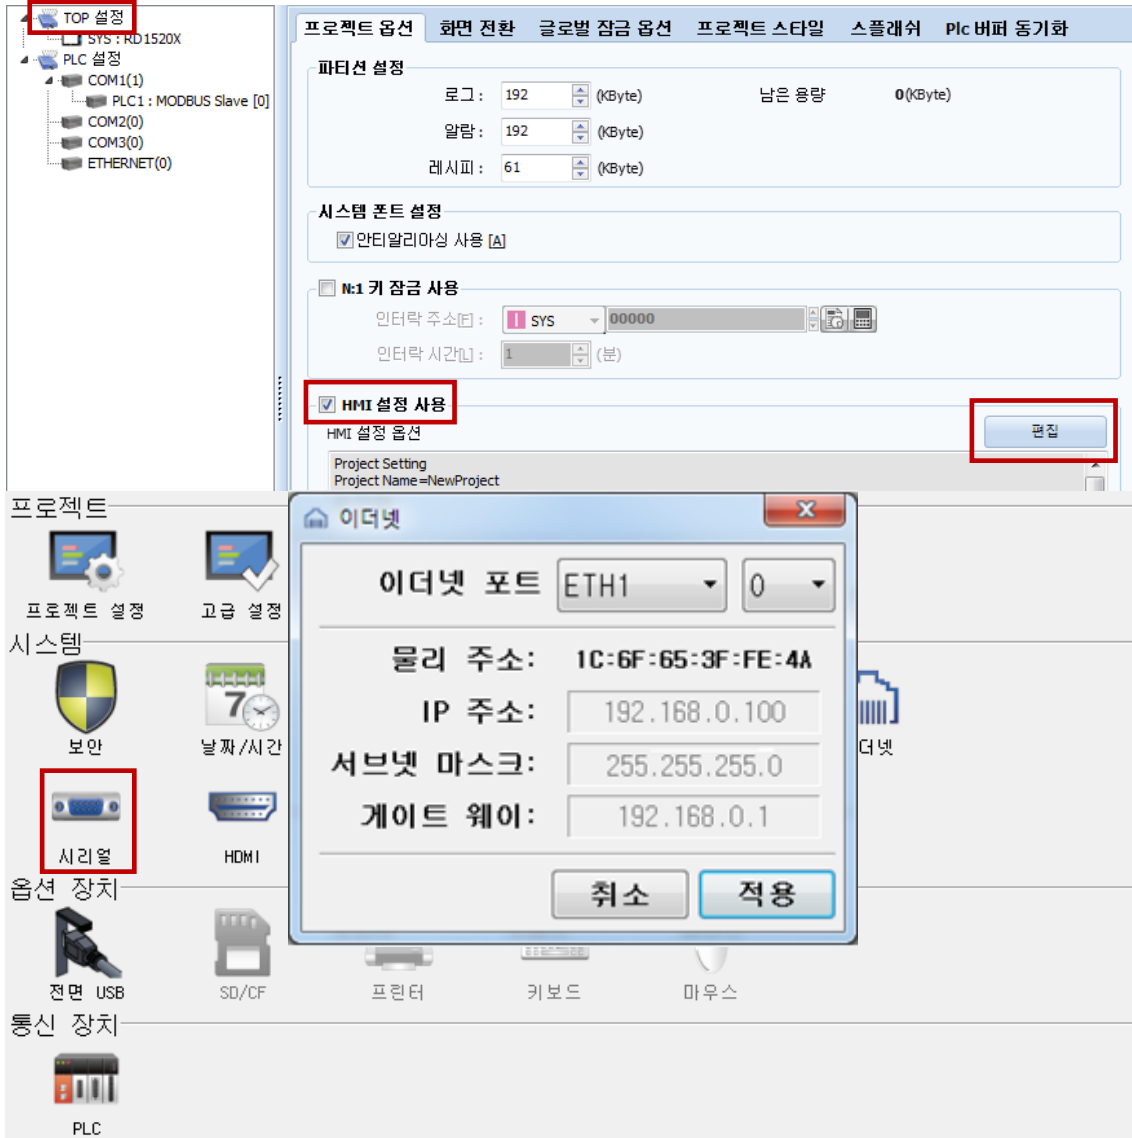 TOP 설정
SYS : RD1520X
PLC 설정
COM1(1)
PLC1 : MODBUS Slave [0]
COM2(0)
COM3(0)
ETHERNET(0)
프로젝트 옵션 화면 전환 글로벌 잠금 옵션 프로젝트 스타일 스플래쉬 Plc 버퍼 동기화
파티션 설정
로그 : 192 (KByte) 남은 용량 0(KByte)
알람 : 192 (KByte)
레시피 : 61 (KByte)
시스템 폰트 설정
안티알리아싱 사용 [A]
N:1 키 잠금 사용
인터락 주소[F] : SYS 00000
인터락 시간[L] : 1 (분)
HMI 설정 사용
HMI 설정 옵션 편집
Project Setting
Project Name=NewProject
프로젝트
프로젝트 설정 고급 설정
시스템
보안 날짜/시간 더넷
시리얼 HDMI
이더넷
이더넷 포트 ETH1 0
물리 주소: 1C:6F:65:3F:FE:4A
IP 주소: 192.168.0.100
서브넷 마스크: 255.255.255.0
게이트 웨이: 192.168.0.1
취소 적용
옵션 장치
전면 USB SD/CF 프린터 키보드 마우스
통신 장치
PLC